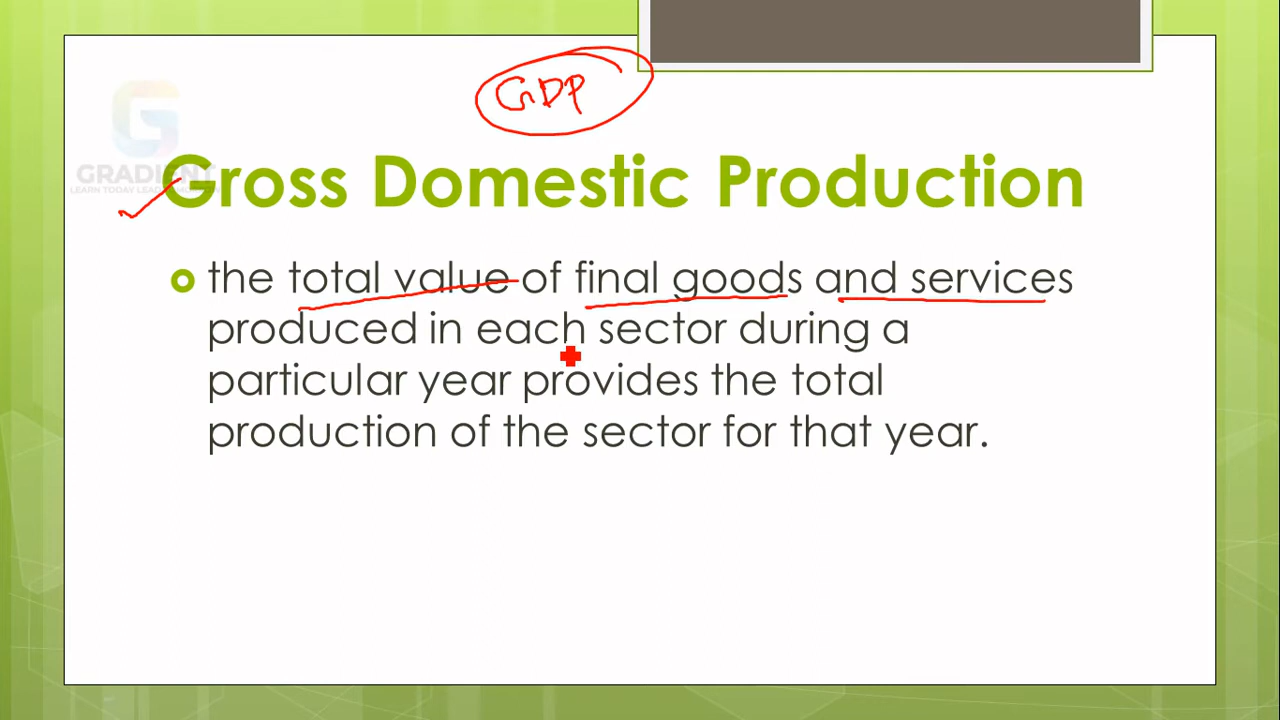 GDP
GRADIENT
Gross Domestic Production
the total value of final goods and services
produced in each sector during a
particular year provides the total
production of the sector for that year.